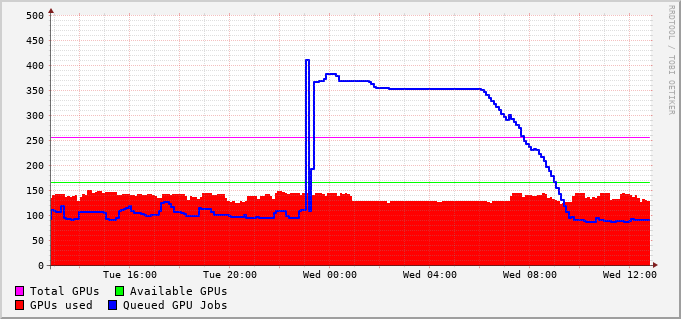 500
450
400
350
300
250
200
150
100
50
0
Tue 16:00 Tue 20:00 Wed 00:00 Wed 04:00 Wed 08:00 Wed 12:00
Total GPUs Available GPUs
GPUs used Queued GPU Jobs
RRDTOOL / TOBI OETIKER